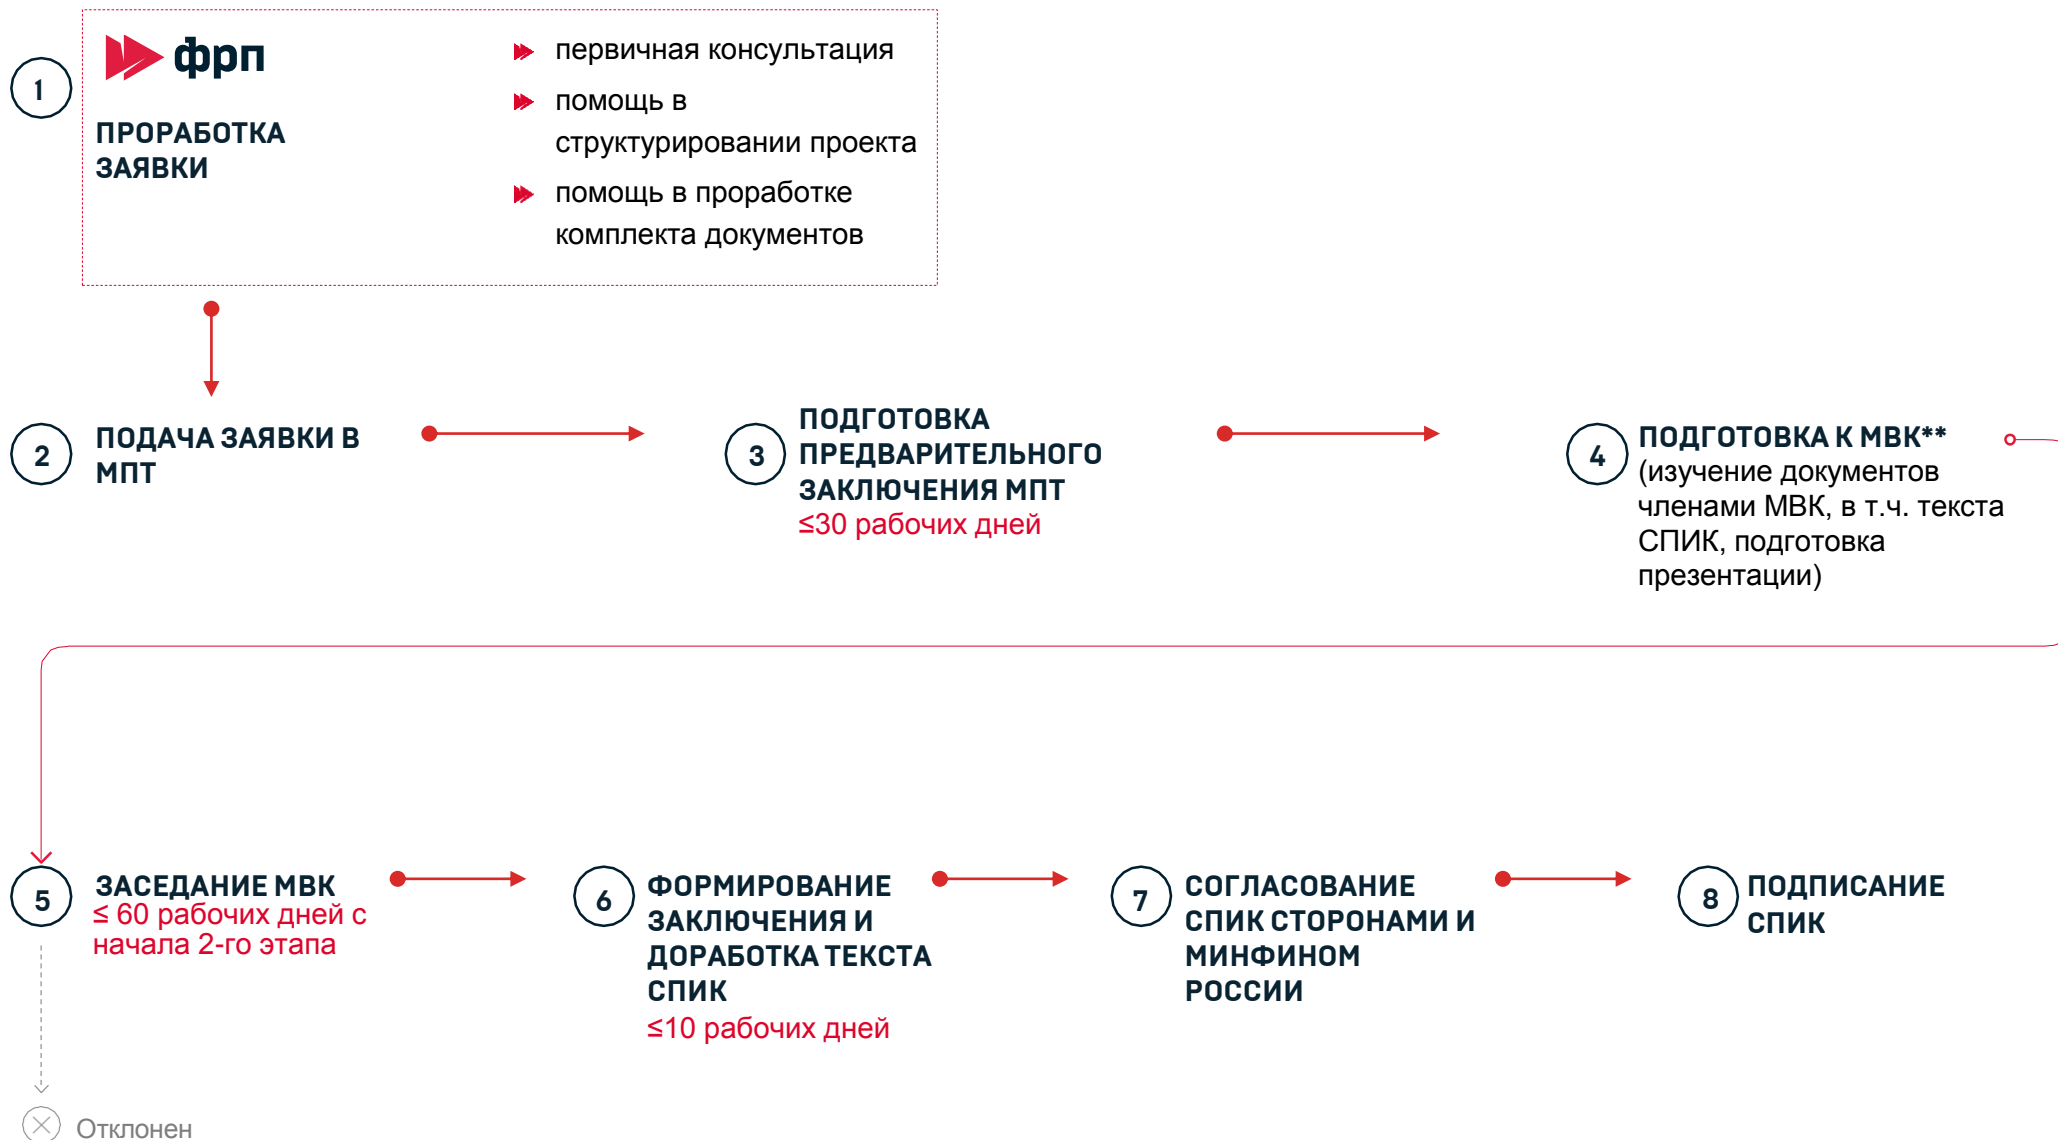 1
фрп
ПРОРАБОТКА
ЗАЯВКИ
первичная консультация
помощь в
структурировании проекта
помощь в проработке
комплекта документов
2
ПОДАЧА ЗАЯВКИ В
МПТ
3
ПОДГОТОВКА
ПРЕДВАРИТЕЛЬНОГО
ЗАКЛЮЧЕНИЯ МПТ
≤30 рабочих дней
4
ПОДГОТОВКА К МВК**
(изучение документов
членами МВК, в т.ч. текста
СПИК, подготовка
презентации)
5
ЗАСЕДАНИЕ МВК
≤ 60 рабочих дней с
начала 2-го этапа
6
ФОРМИРОВАНИЕ
ЗАКЛЮЧЕНИЯ И
ДОРАБОТКА ТЕКСТА
СПИК
≤10 рабочих дней
7
СОГЛАСОВАНИЕ
СПИК СТОРОНАМИ И
МИНФИНОМ
РОССИИ
8
ПОДПИСАНИЕ
СПИК
Отклонен